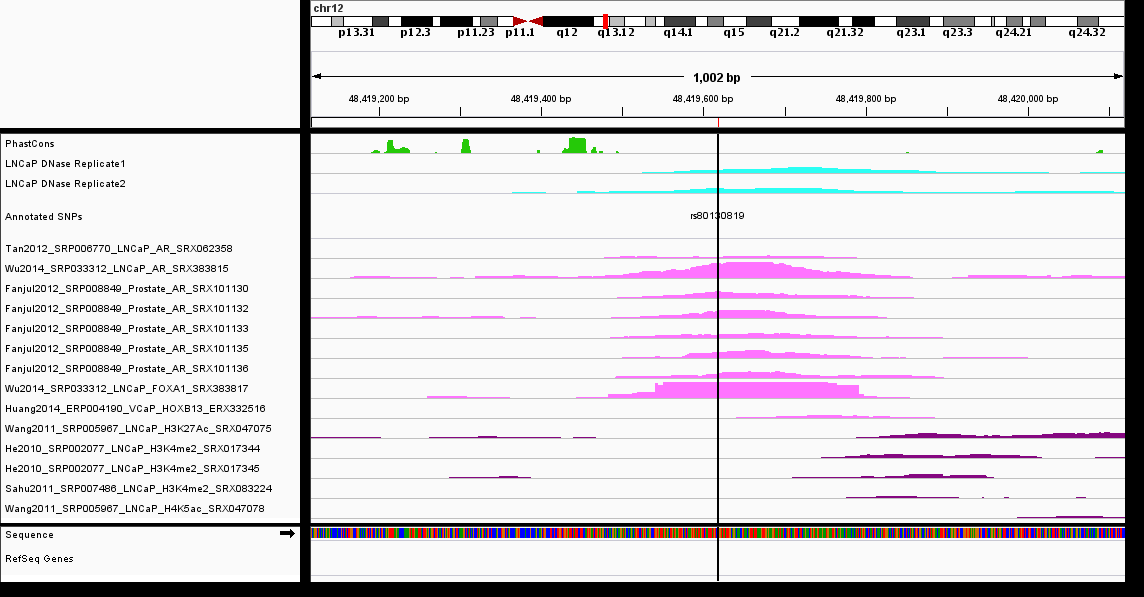 chr12
p13.31 p12.3 p11.23 p11.1 q12 q13.12 q14.1 q15 q21.2 q21.32 q23.1 q23.3 q24.21 q24.32
1,002 bp
48,419,200 bp 48,419,400 bp 48,419,600 bp 48,419,800 bp 48,420,000 bp
PhastCons
LNCaP DNase Replicate1
LNCaP DNase Replicate2
Annotated SNPs rs80130819
Tan2012_SRP006770_LNCaP_AR_SRX062358
Wu2014_SRP033312_LNCaP_AR_SRX383815
Fanjul2012_SRP008849_Prostate_AR_SRX101130
Fanjul2012_SRP008849_Prostate_AR_SRX101132
Fanjul2012_SRP008849_Prostate_AR_SRX101133
Fanjul2012_SRP008849_Prostate_AR_SRX101135
Fanjul2012_SRP008849_Prostate_AR_SRX101136
Wu2014_SRP033312_LNCaP_FOXA1_SRX383817
Huang2014_ERP004190_VCaP_HOXB13_ERX332516
Wang2011_SRP005967_LNCaP_H3K27Ac_SRX047075
He2010_SRP002077_LNCaP_H3K4me2_SRX017344
He2010_SRP002077_LNCaP_H3K4me2_SRX017345
Sahu2011_SRP007486_LNCaP_H3K4me2_SRX083224
Wang2011_SRP005967_LNCaP_H4K5ac_SRX047078
Sequence
RefSeq Genes